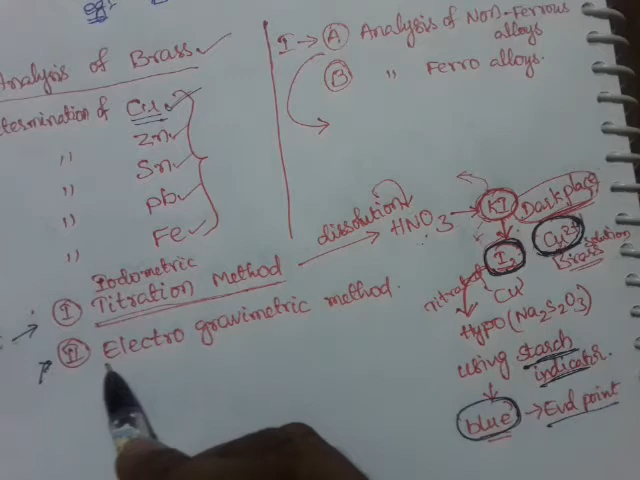 eg:
Analysis of Brass
Determination of Cu
" Zn
" Sn
" Pb
" Fe
I → A Analysis of Non-Ferrous
alloys
B " Ferro alloys.
Iodometric
I Titration Method
dissolution
HNO3
KI
Dark place
I2
Cu
Cu2+
solution
Brass
titrated
Hypo (Na2S2O3)
using starch
indicator.
blue → End point
II Electro gravimetric method.